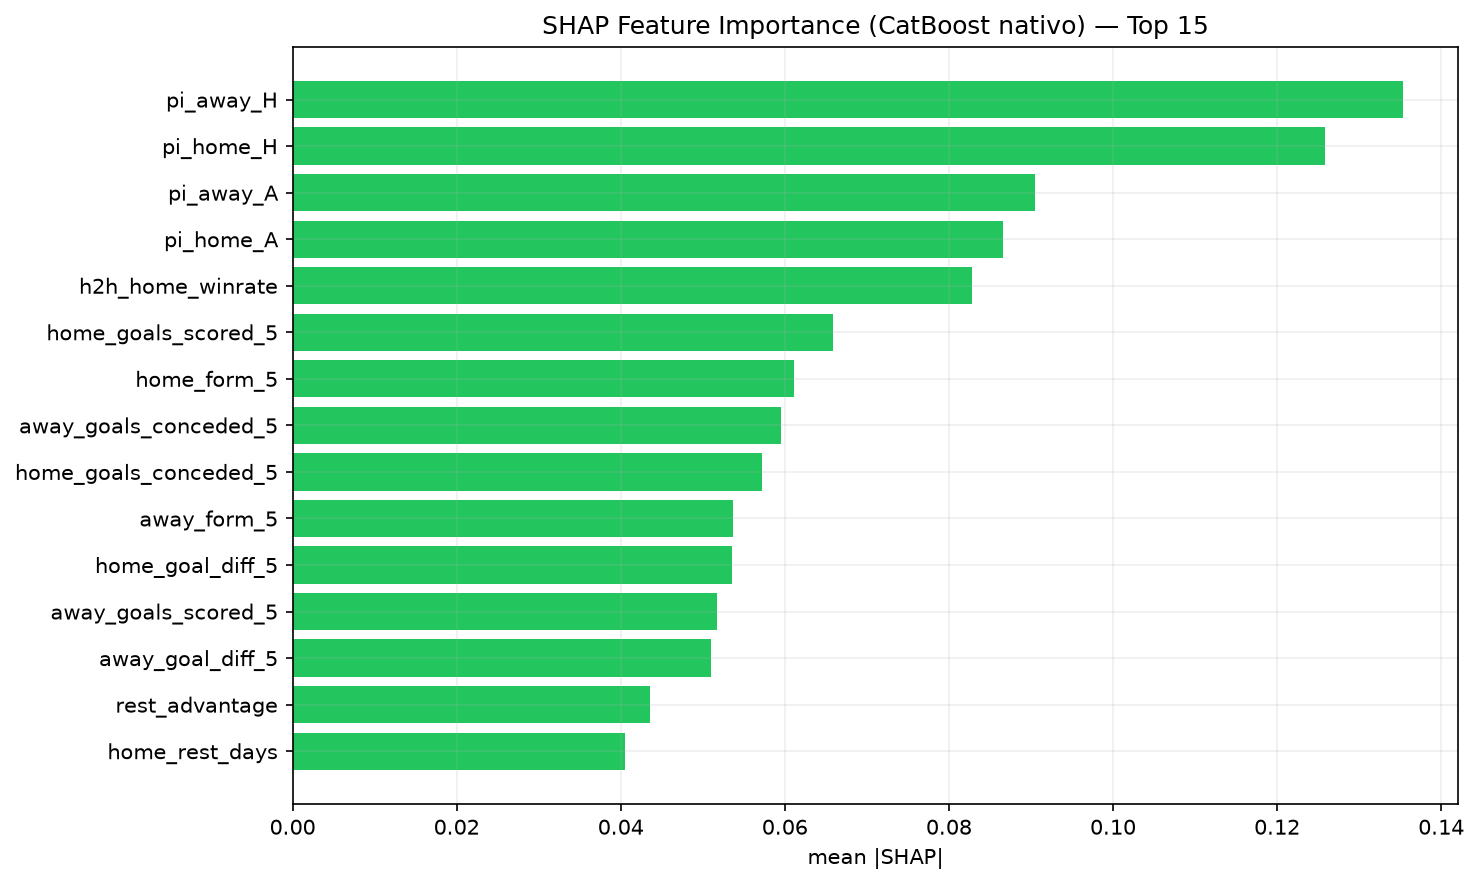 SHAP Feature Importance (CatBoost nativo) — Top 15
pi_away_H
pi_home_H
pi_away_A
pi_home_A
h2h_home_winrate
home_goals_scored_5
home_form_5
away_goals_conceded_5
home_goals_conceded_5
away_form_5
home_goal_diff_5
away_goals_scored_5
away_goal_diff_5
rest_advantage
home_rest_days
0.00 0.02 0.04 0.06 0.08 0.10 0.12 0.14
mean |SHAP|